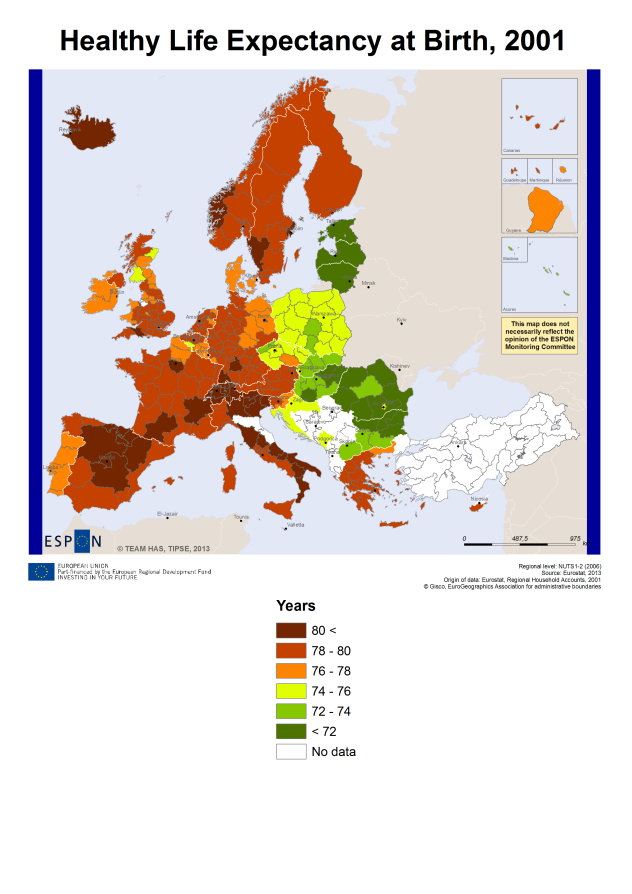 Healthy Life Expectancy at Birth, 2001
Canarias
Guadeloupe
Martinique
Réunion
Guyane
Madeira
Acores
This map does not
necessarily reflect the
opinion of the ESPON
Monitoring Committee
Minsk
Kyiv
Kishinev
Warszawa
Ankara
Nicosia
El-Jazair
Tounis
Valletta
ESPON
© TEAM HAS, TIPSE, 2013
0
487,5
975
EUROPEAN UNION
Part-financed by the European Regional Development Fund
INVESTING IN YOUR FUTURE
Regional level: NUTS1-2 (2006)
Source: Eurostat, 2013
Origin of data: Eurostat, Regional Household Accounts, 2001
© Gisco, EuroGeographics Association for administrative boundaries
Years
80 <
78 - 80
76 - 78
74 - 76
72 - 74
< 72
No data